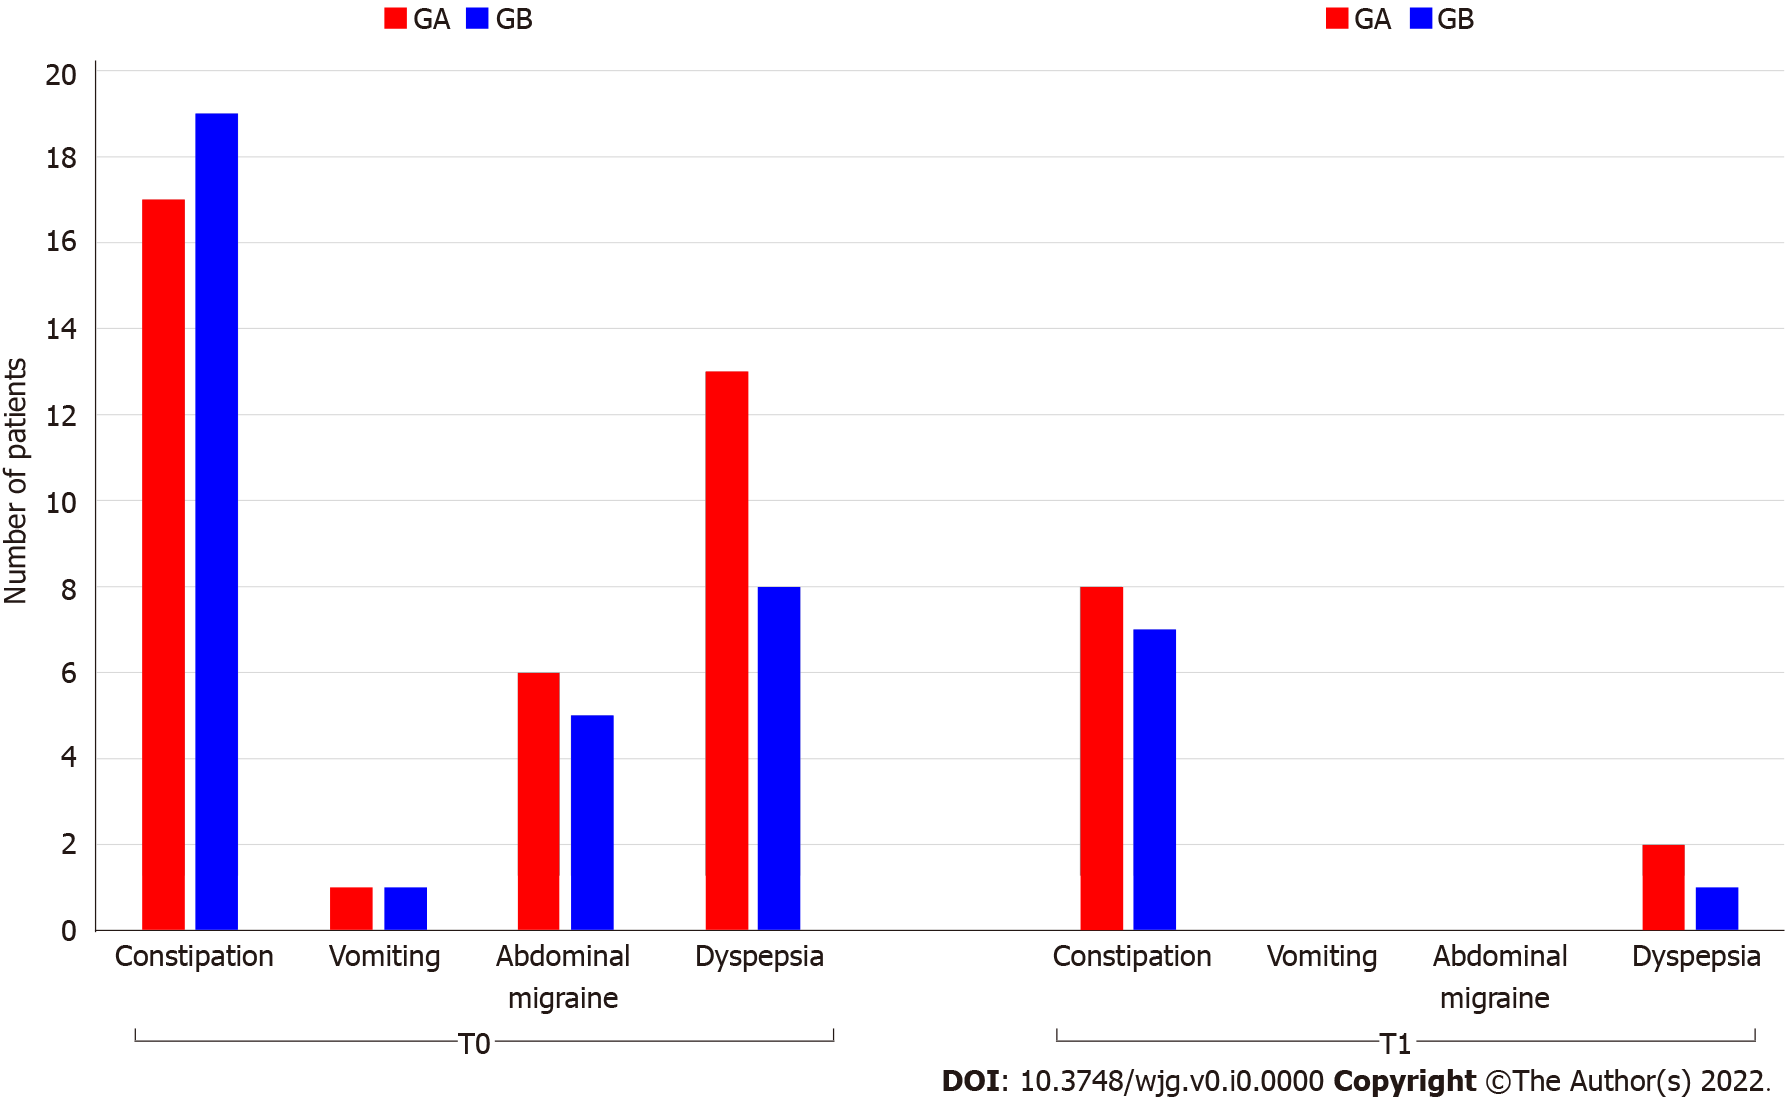 GA GB GA GB
20
18
16
14
12
10
8
6
4
2
0
Number of patients
Constipation Vomiting Abdominal migraine Dyspepsia Constipation Vomiting Abdominal migraine Dyspepsia
T0 T1
DOI: 10.3748/wjg.v0.i0.0000 Copyright ©The Author(s) 2022.